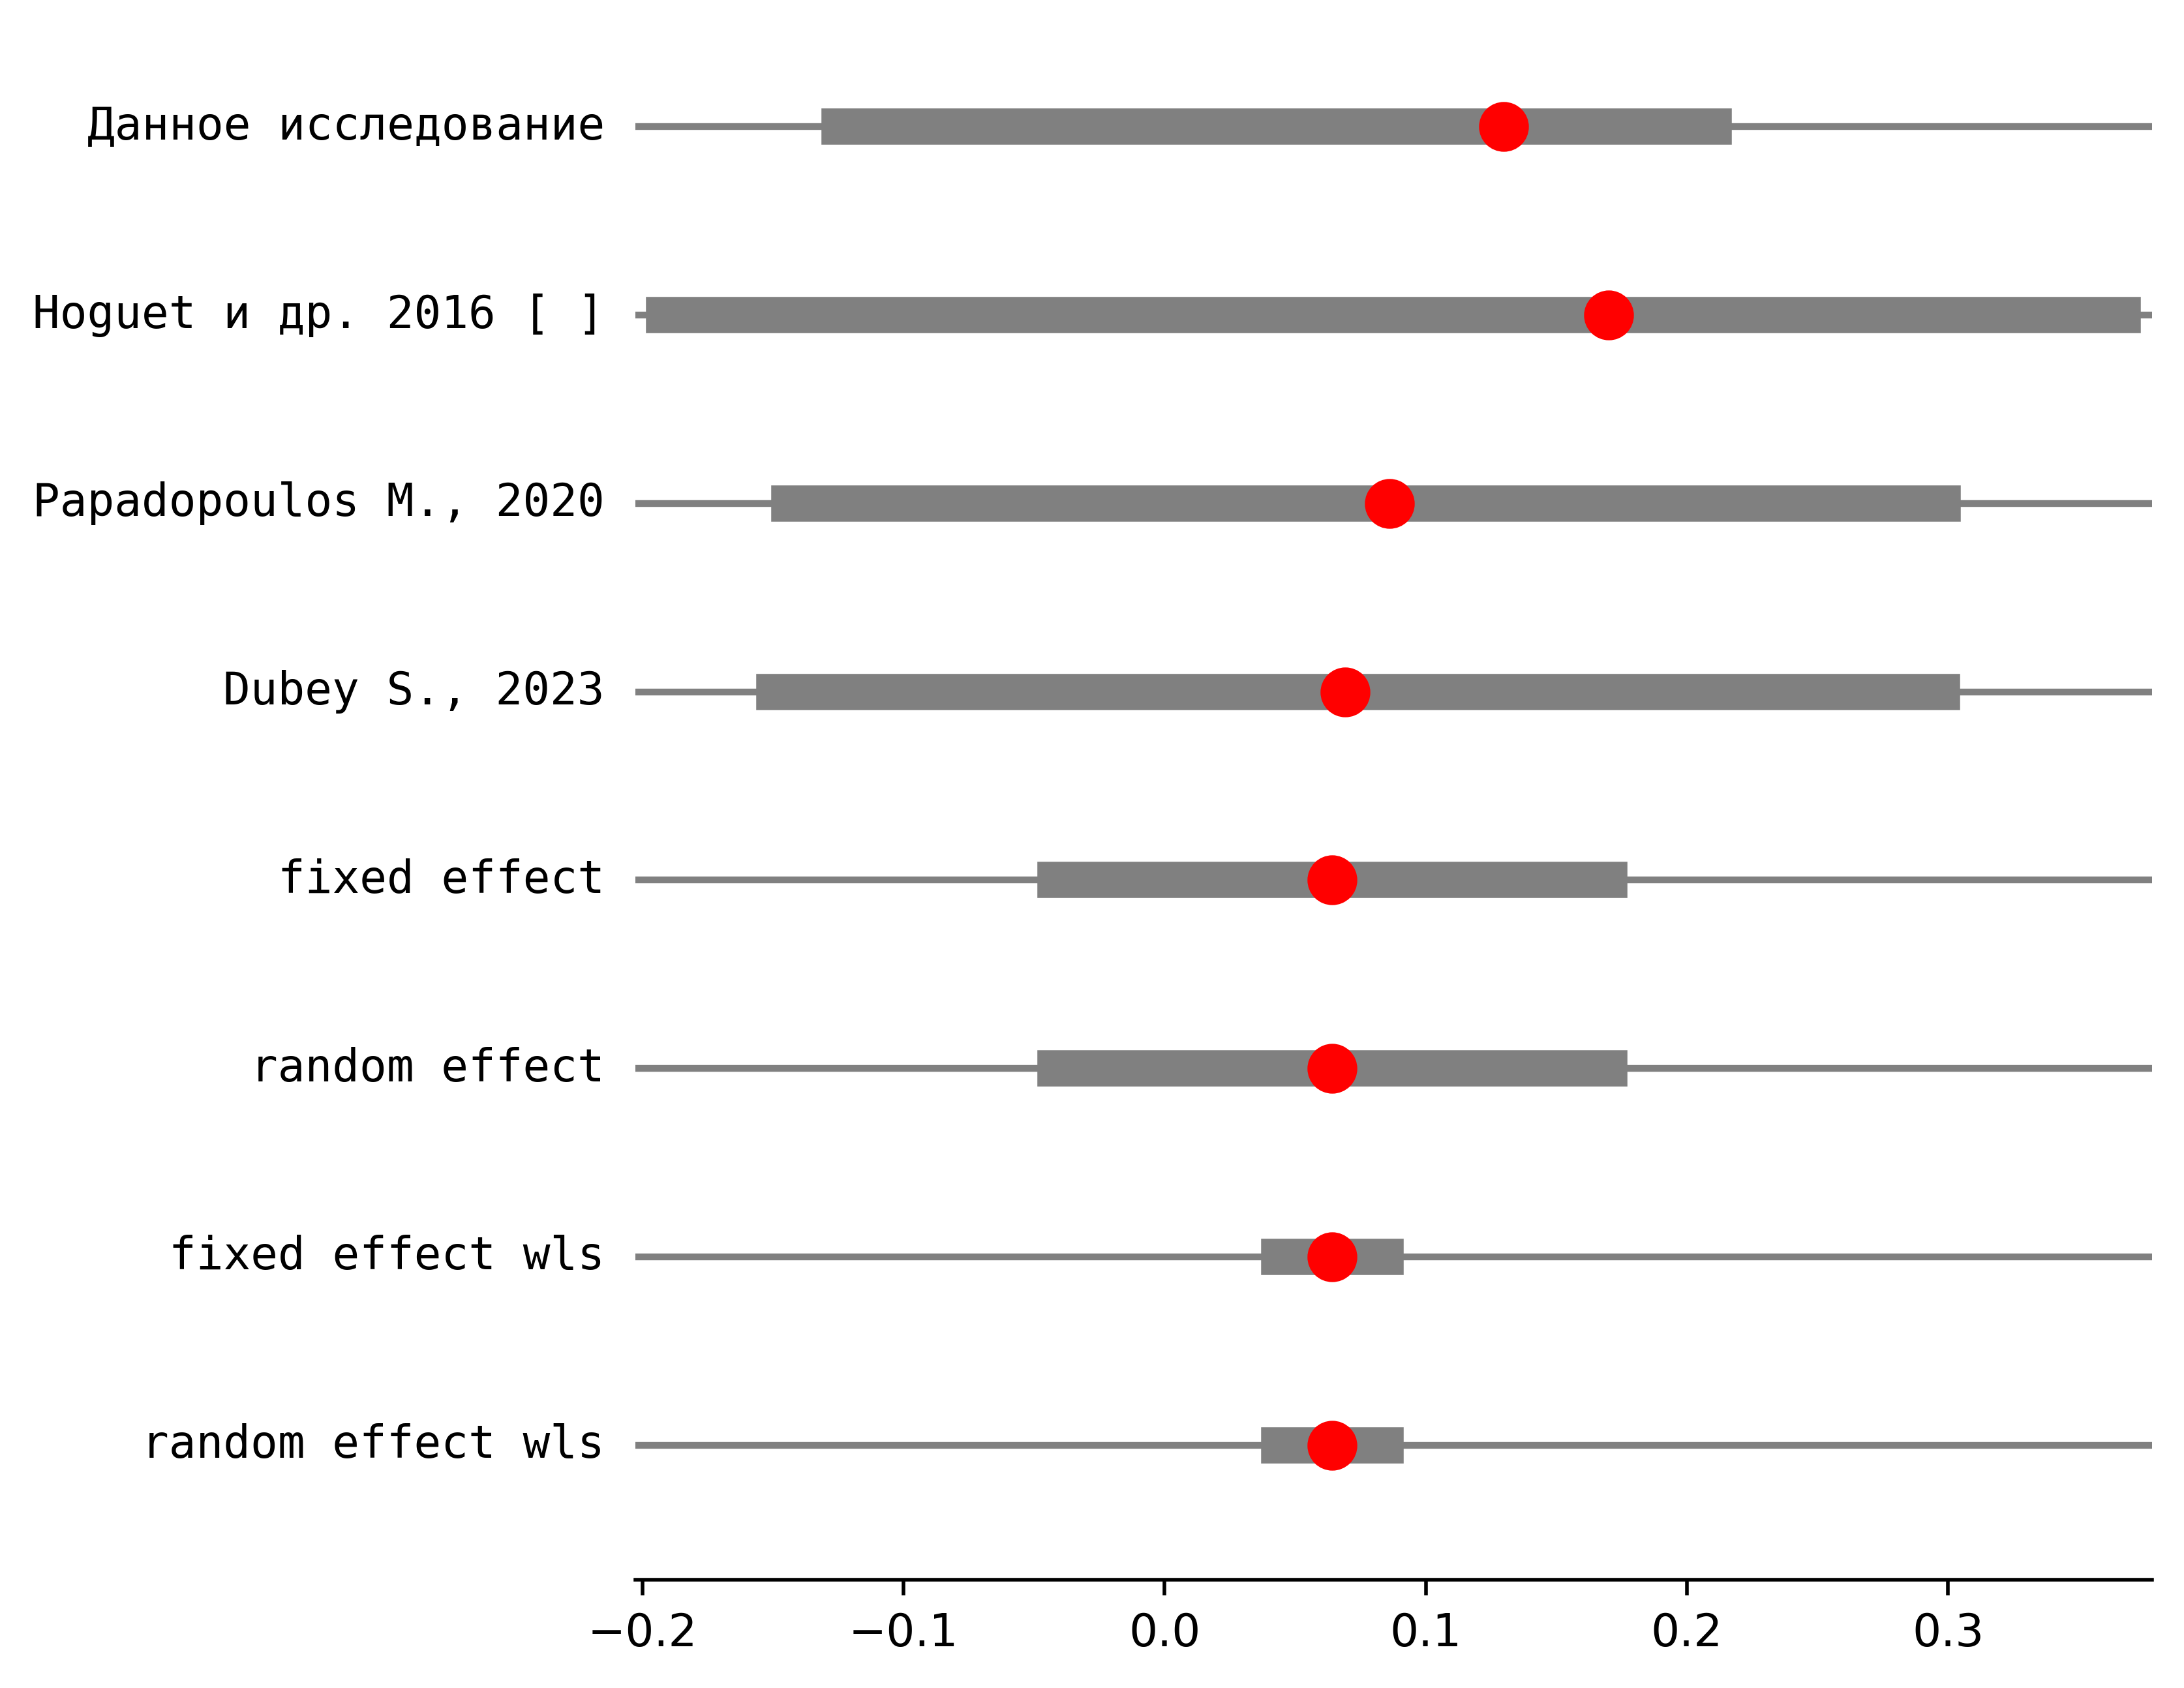 Данное исследование
Hoguet и др. 2016 [ ]
Papadopoulos M., 2020
Dubey S., 2023
fixed effect
random effect
fixed effect wls
random effect wls
−0.2 −0.1 0.0 0.1 0.2 0.3